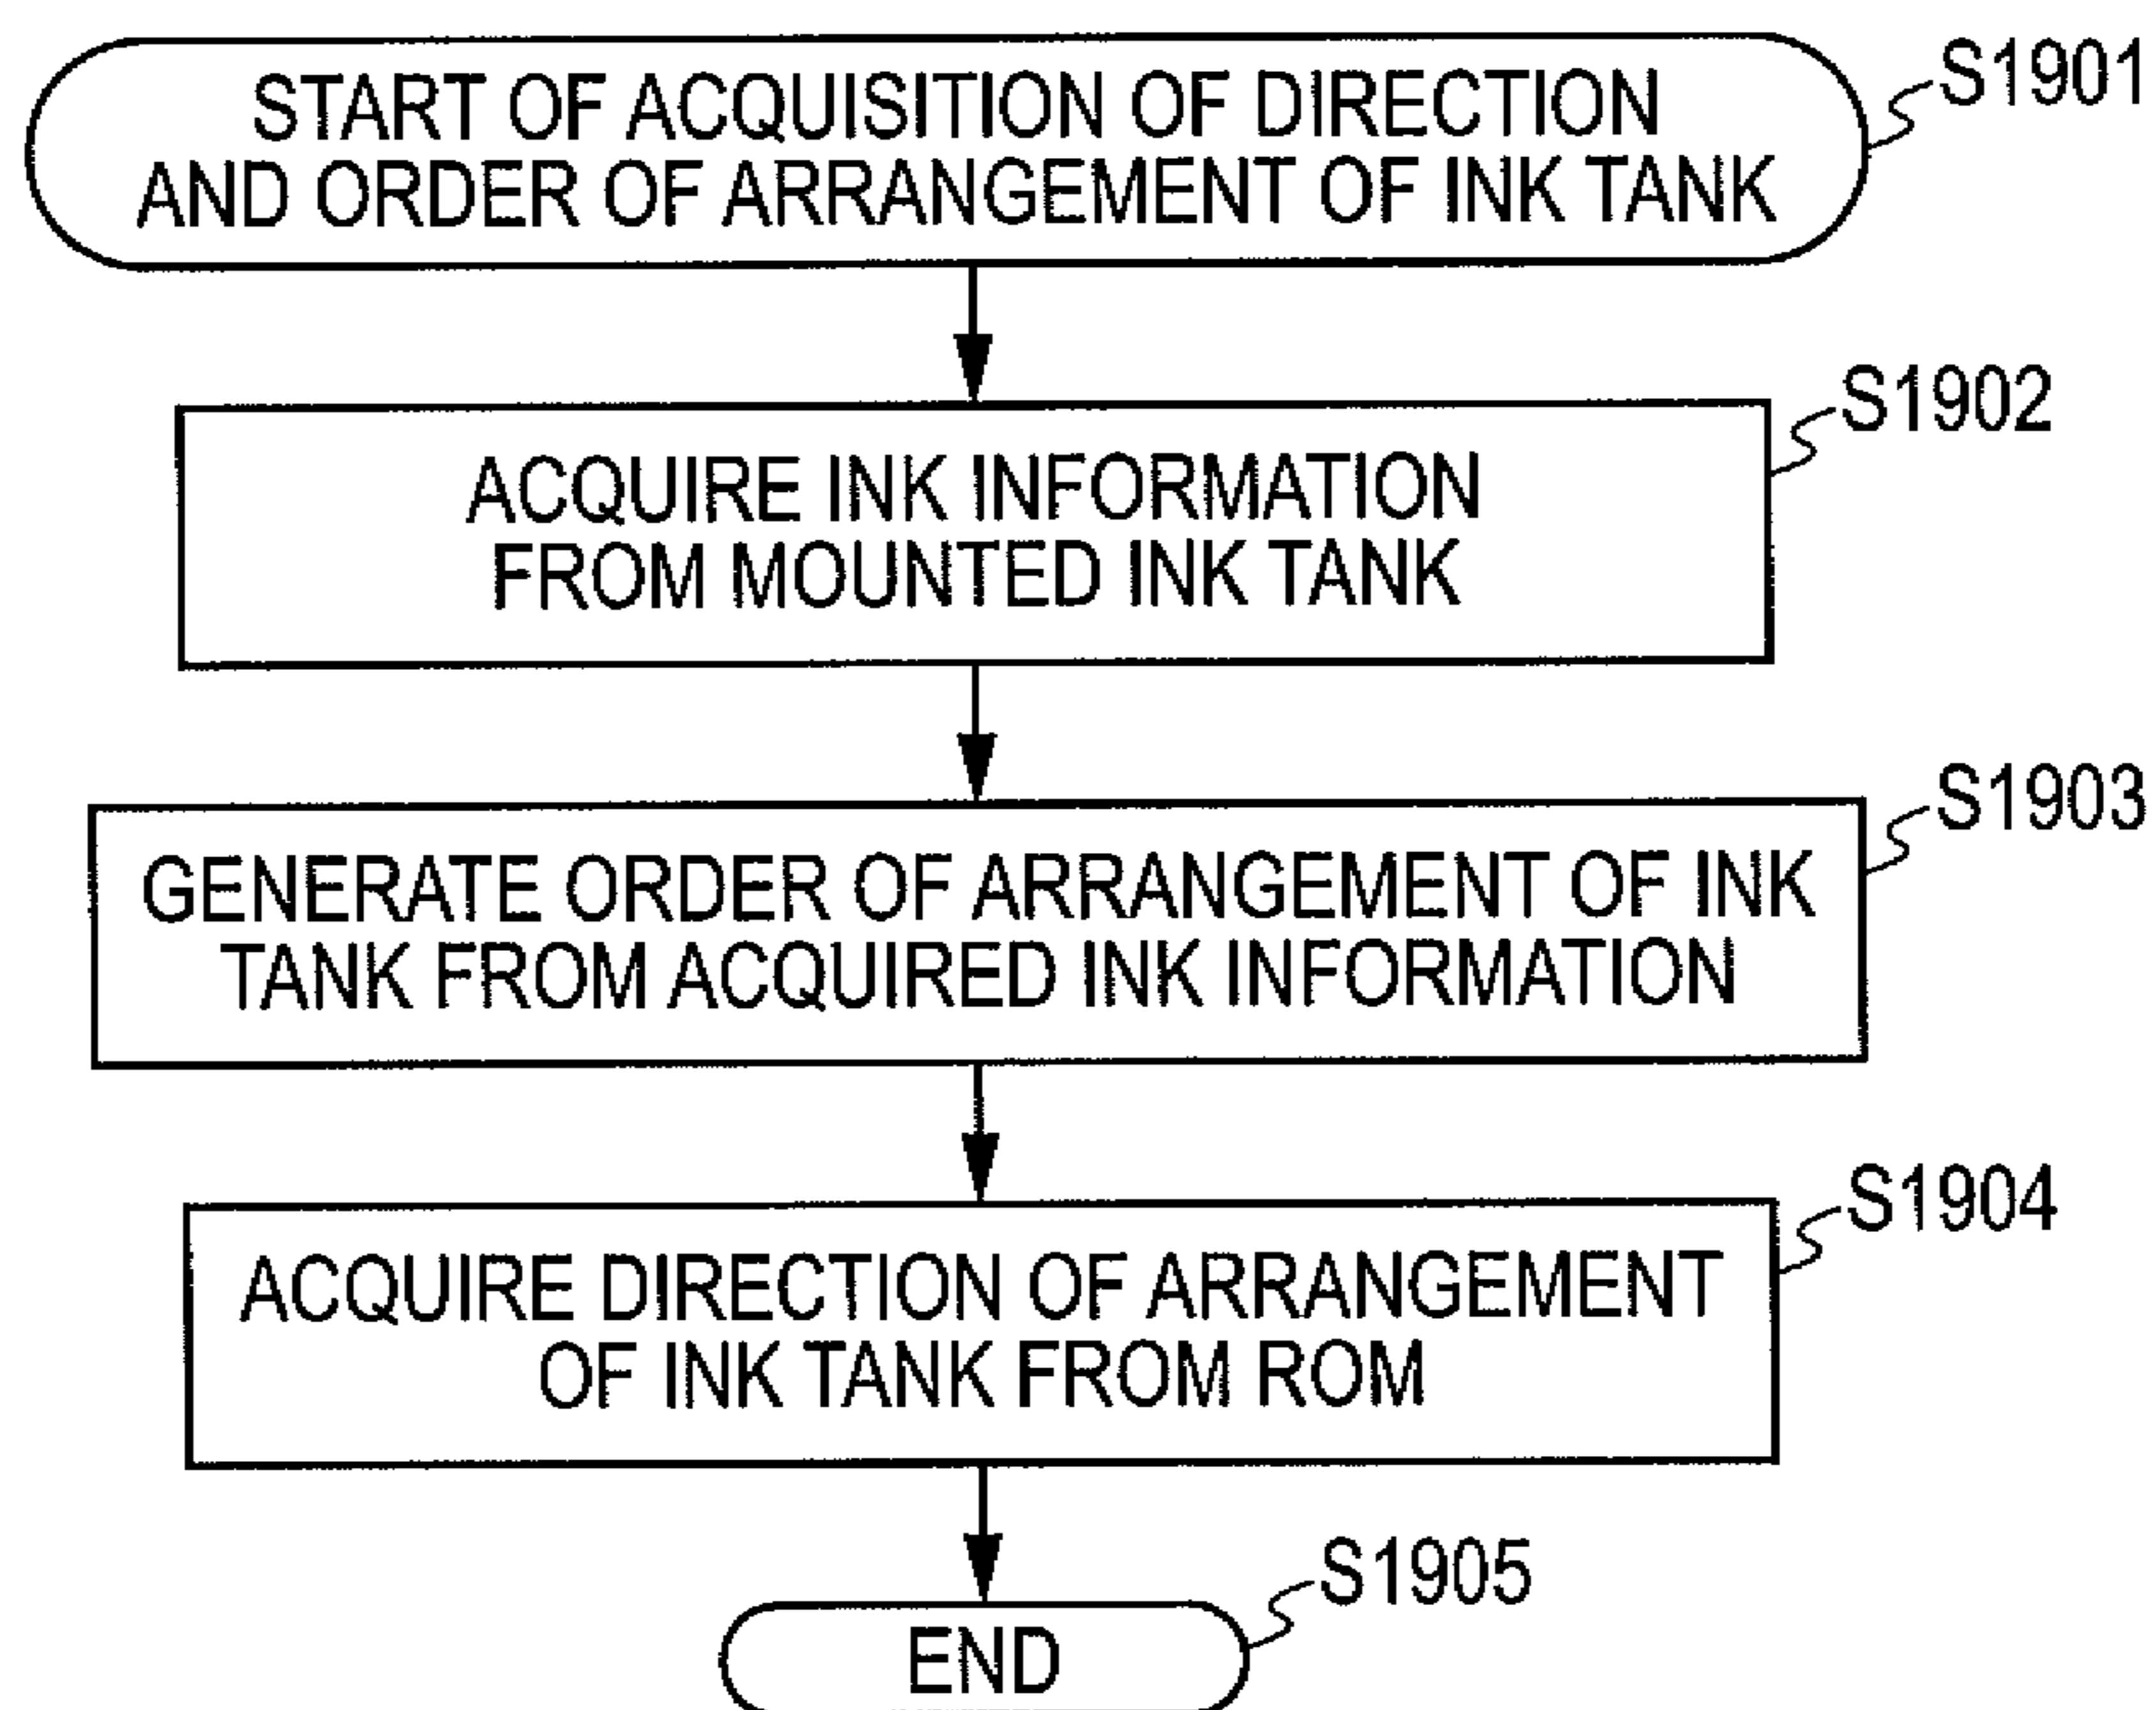 START OF ACQUISITION OF DIRECTION
AND ORDER OF ARRANGEMENT OF INK TANK
S1901
ACQUIRE INK INFORMATION
FROM MOUNTED INK TANK
S1902
GENERATE ORDER OF ARRANGEMENT OF INK
TANK FROM ACQUIRED INK INFORMATION
S1903
ACQUIRE DIRECTION OF ARRANGEMENT
OF INK TANK FROM ROM
S1904
END
S1905